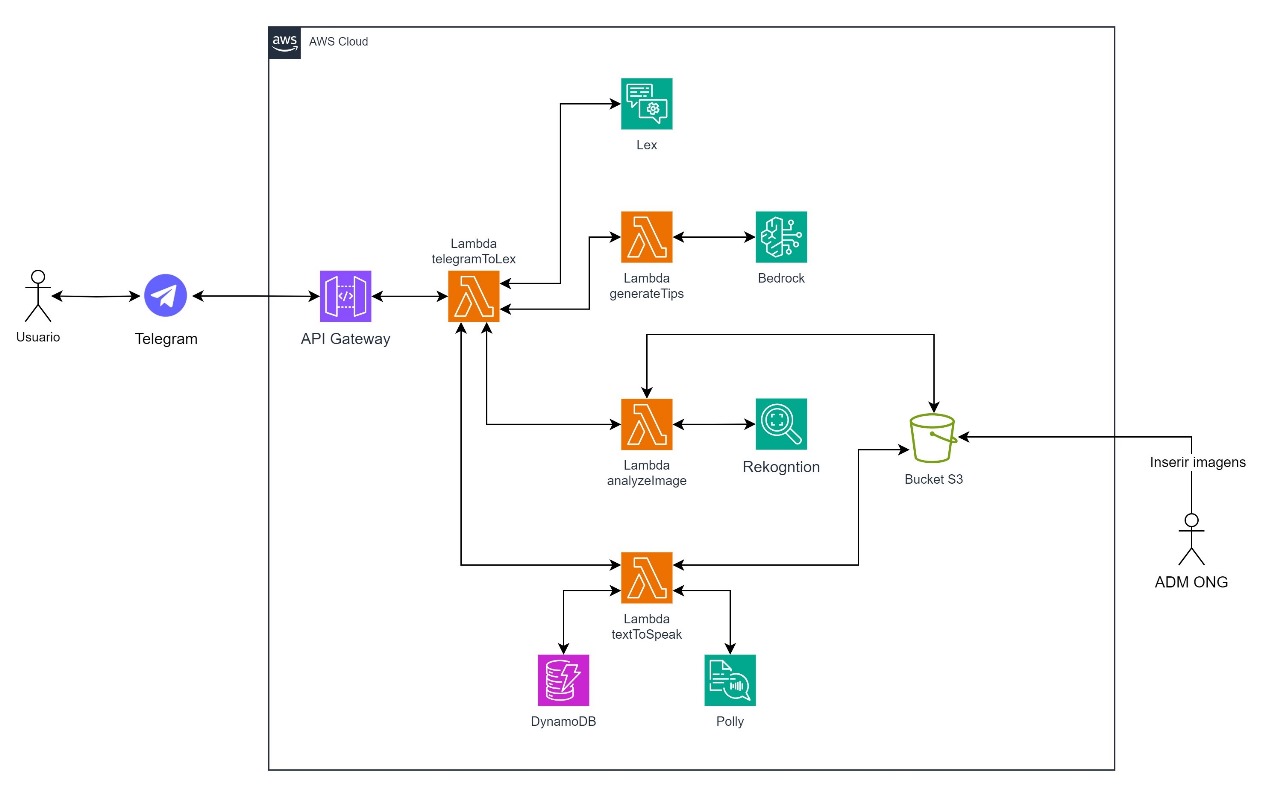 aws
AWS Cloud
Lex
Lambda
telegramToLex
Lambda
generateTips
Bedrock
Usuario
Telegram
API Gateway
Lambda
analyzeImage
Rekogntion
Bucket S3
Inserir imagens
ADM ONG
Lambda
textToSpeak
DynamoDB
Polly